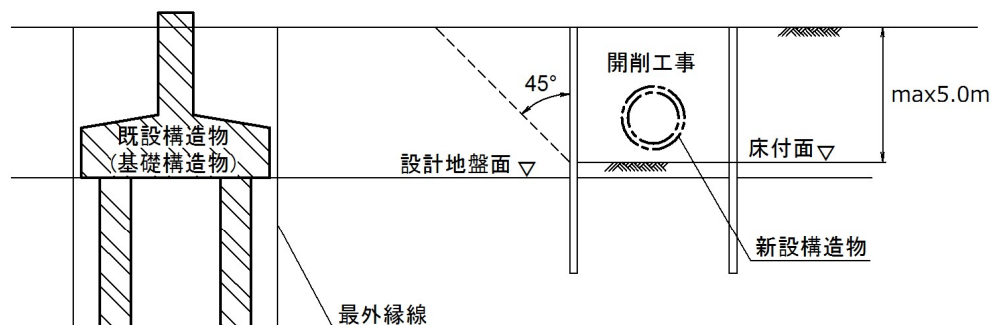 開削工事
45°
max5.0m
既設構造物
(基礎構造物)
設計地盤面
床付面
新設構造物
最外縁線